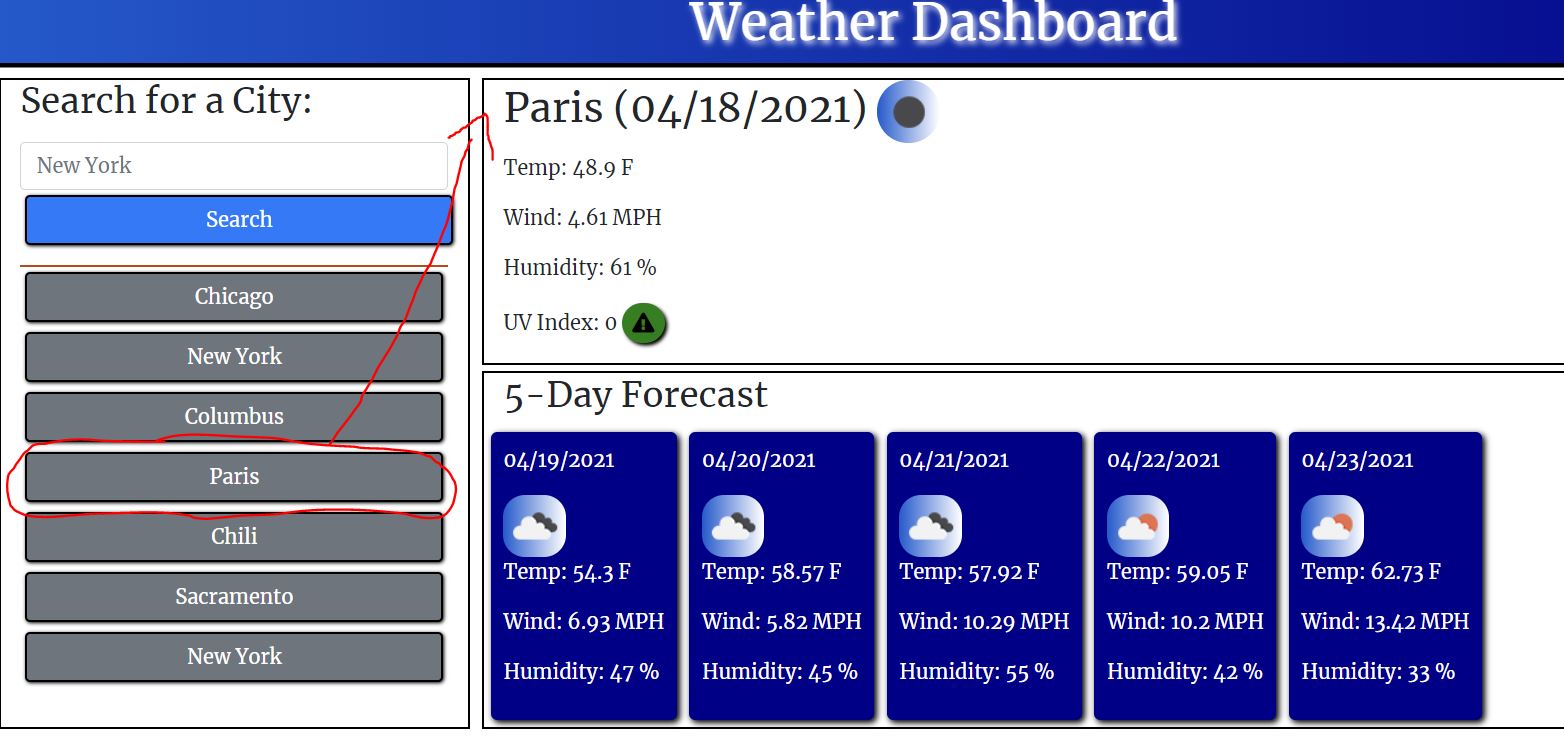 Weather Dashboard
Search for a City:
New York
Search
Chicago
New York
Columbus
Paris
Chili
Sacramento
New York
Paris (04/18/2021)
Temp: 48.9 F
Wind: 4.61 MPH
Humidity: 61 %
UV Index: 0
5-Day Forecast
04/19/2021
Temp: 54.3 F
Wind: 6.93 MPH
Humidity: 47 %
04/20/2021
Temp: 58.57 F
Wind: 5.82 MPH
Humidity: 45 %
04/21/2021
Temp: 57.92 F
Wind: 10.29 MPH
Humidity: 55 %
04/22/2021
Temp: 59.05 F
Wind: 10.2 MPH
Humidity: 42 %
04/23/2021
Temp: 62.73 F
Wind: 13.42 MPH
Humidity: 33 %